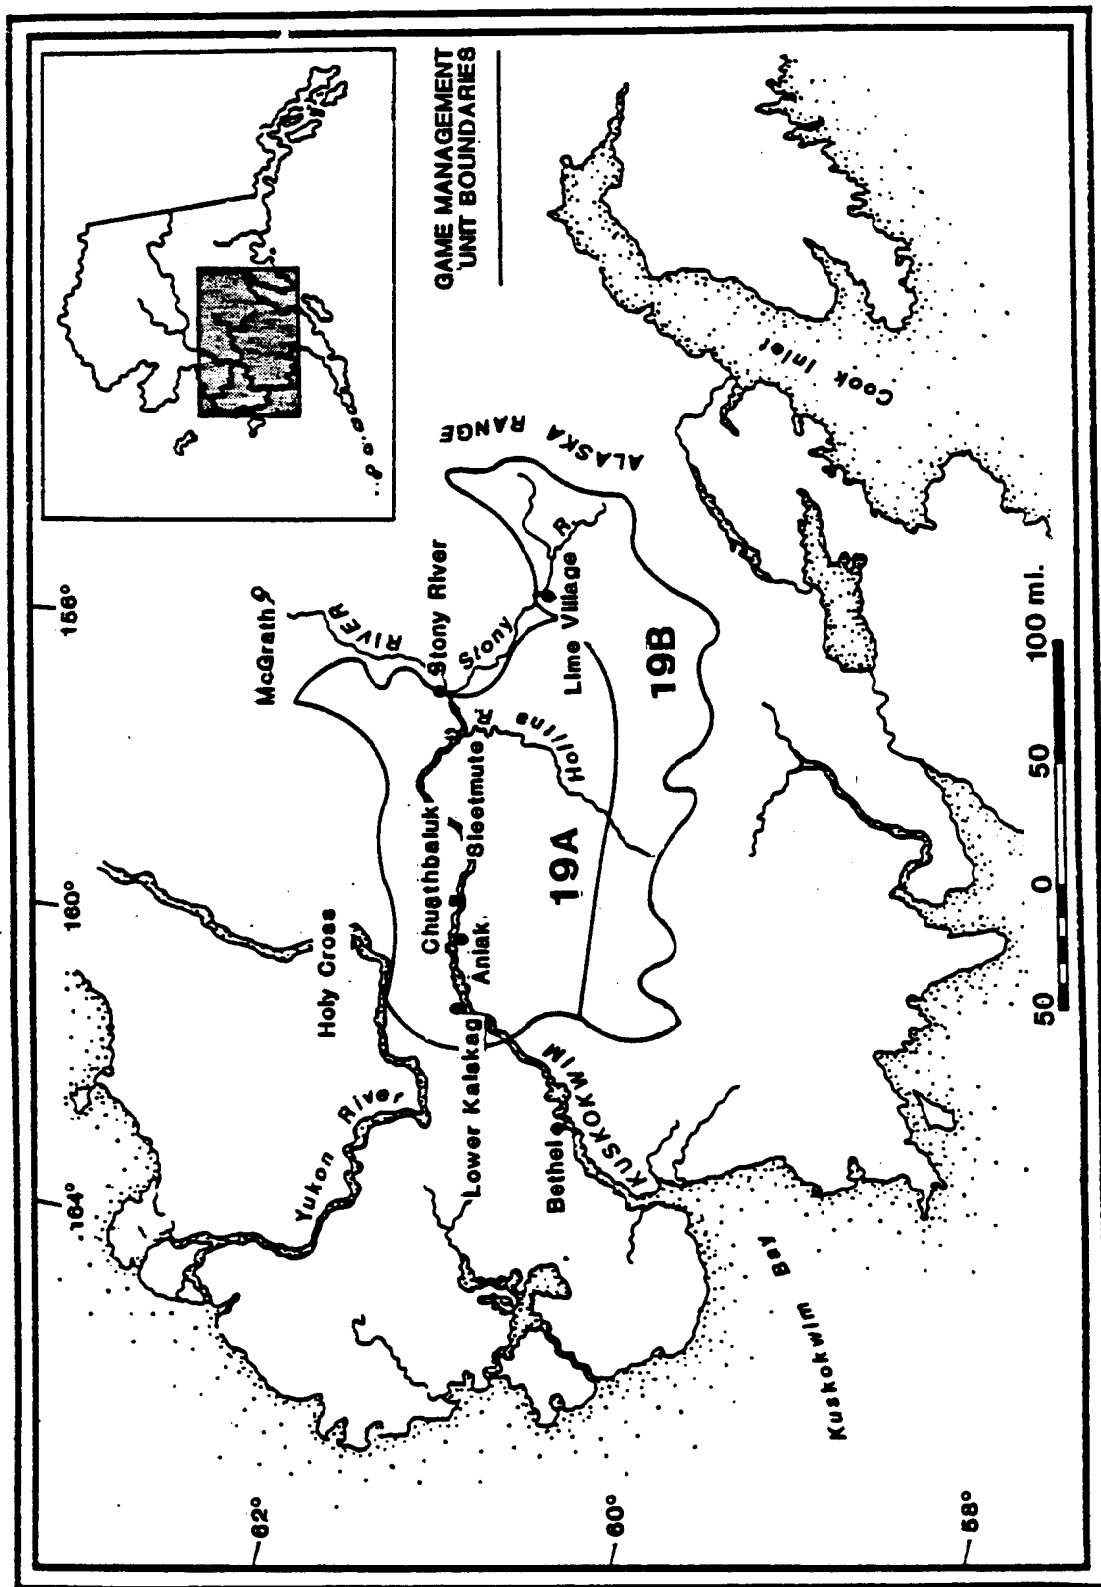 GAME MANAGEMENT
UNIT BOUNDARIES
164°
160°
156°
62°
60°
58°
McGrath
Holy Cross
Yukon River
RIVER
Stony River
Stony R.
Chuathbaluk
Sleetmute
Aniak
Lower Kalskag
Holitna R.
Lime Village
ALASKA RANGE
19A
19B
Bethel
KUSKOKWIM
Kuskokwim Bay
Cook Inlet
50 0 50 100 mi.